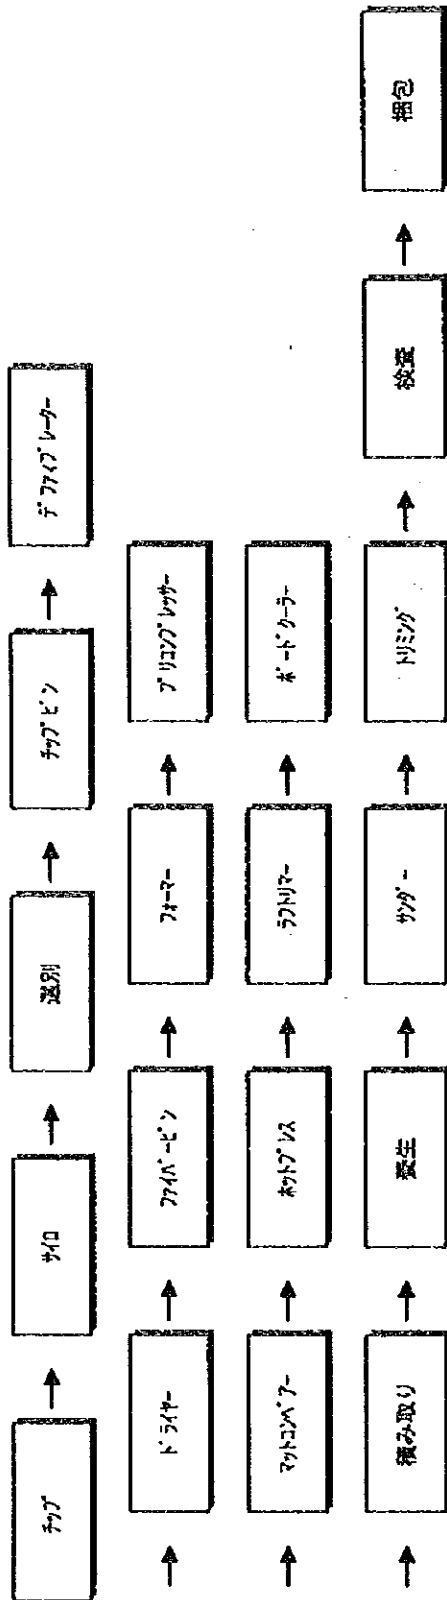 チップ
サイロ
選別
チップビン
デファイブレーター
ドライヤー
ファイバービン
フォーマー
プリコンプレッサー
マットコンベアー
ホットプレス
ラフトリマー
ボードクーラー
積み取り
養生
サンダー
トリミング
検査
梱包